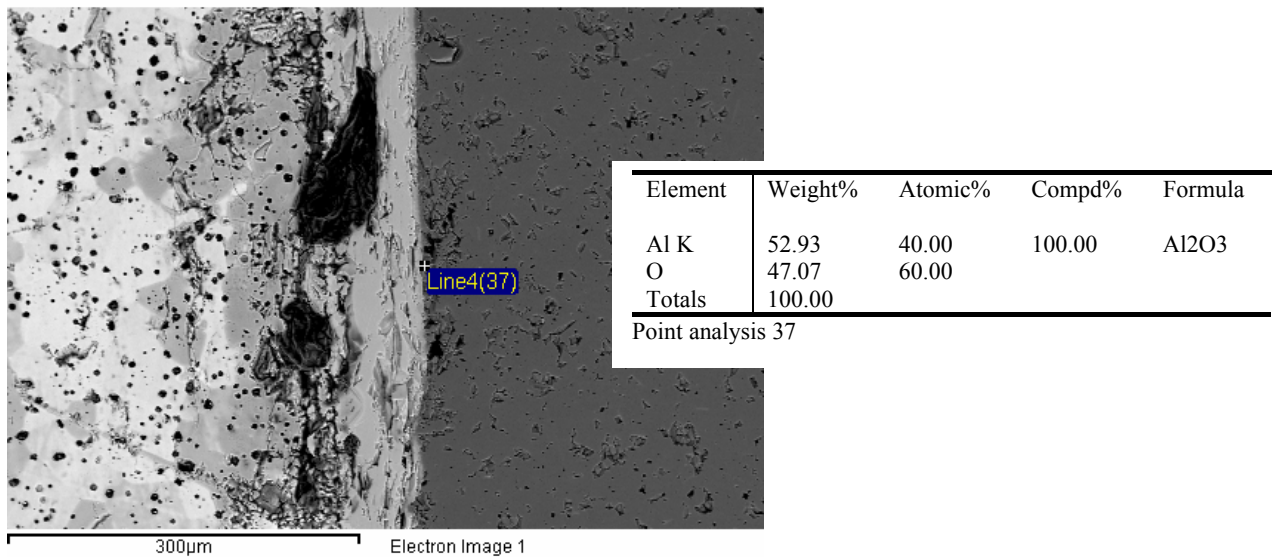 Line4(37)
300µm
Electron Image 1
Element Weight% Atomic% Compd% Formula
Al K 52.93 40.00 100.00 Al2O3
O 47.07 60.00
Totals 100.00
Point analysis 37